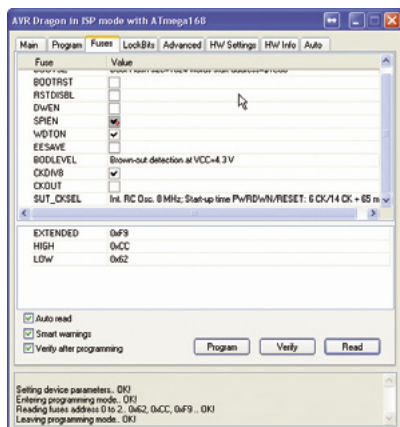 AVR Dragon in ISP mode with ATmega168
Main Program Fuses LockBits Advanced HW Settings HW Info Auto
Fuse Value
BOOTRST
RSTDISBL
DWEN
SPIEN
WDTON
EESAVE
BODLEVEL Brown-out detection at VCC=4.3 V
CKDIV8
CKOUT
SUT_CKSEL Int. RC Osc. 8 MHz; Start-up time PWRDWN/RESET: 6 CK/14 CK + 65 m
EXTENDED 0xF9
HIGH 0xCC
LOW 0x62
Auto read
Smart warnings
Verify after programming
Program Verify Read
Setting device parameters.. OK!
Entering programming mode.. OK!
Reading fuses address 0 to 2.. 0x62, 0xCC, 0xF9 .. OK!
Leaving programming mode.. OK!